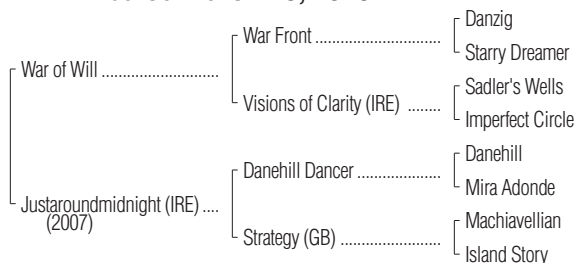 War of Will
Justaroundmidnight (IRE)
(2007)
War Front
Visions of Clarity (IRE)
Danehill Dancer
Strategy (GB)
Danzig
Starry Dreamer
Sadler's Wells
Imperfect Circle
Danehill
Mira Adonde
Machiavellian
Island Story